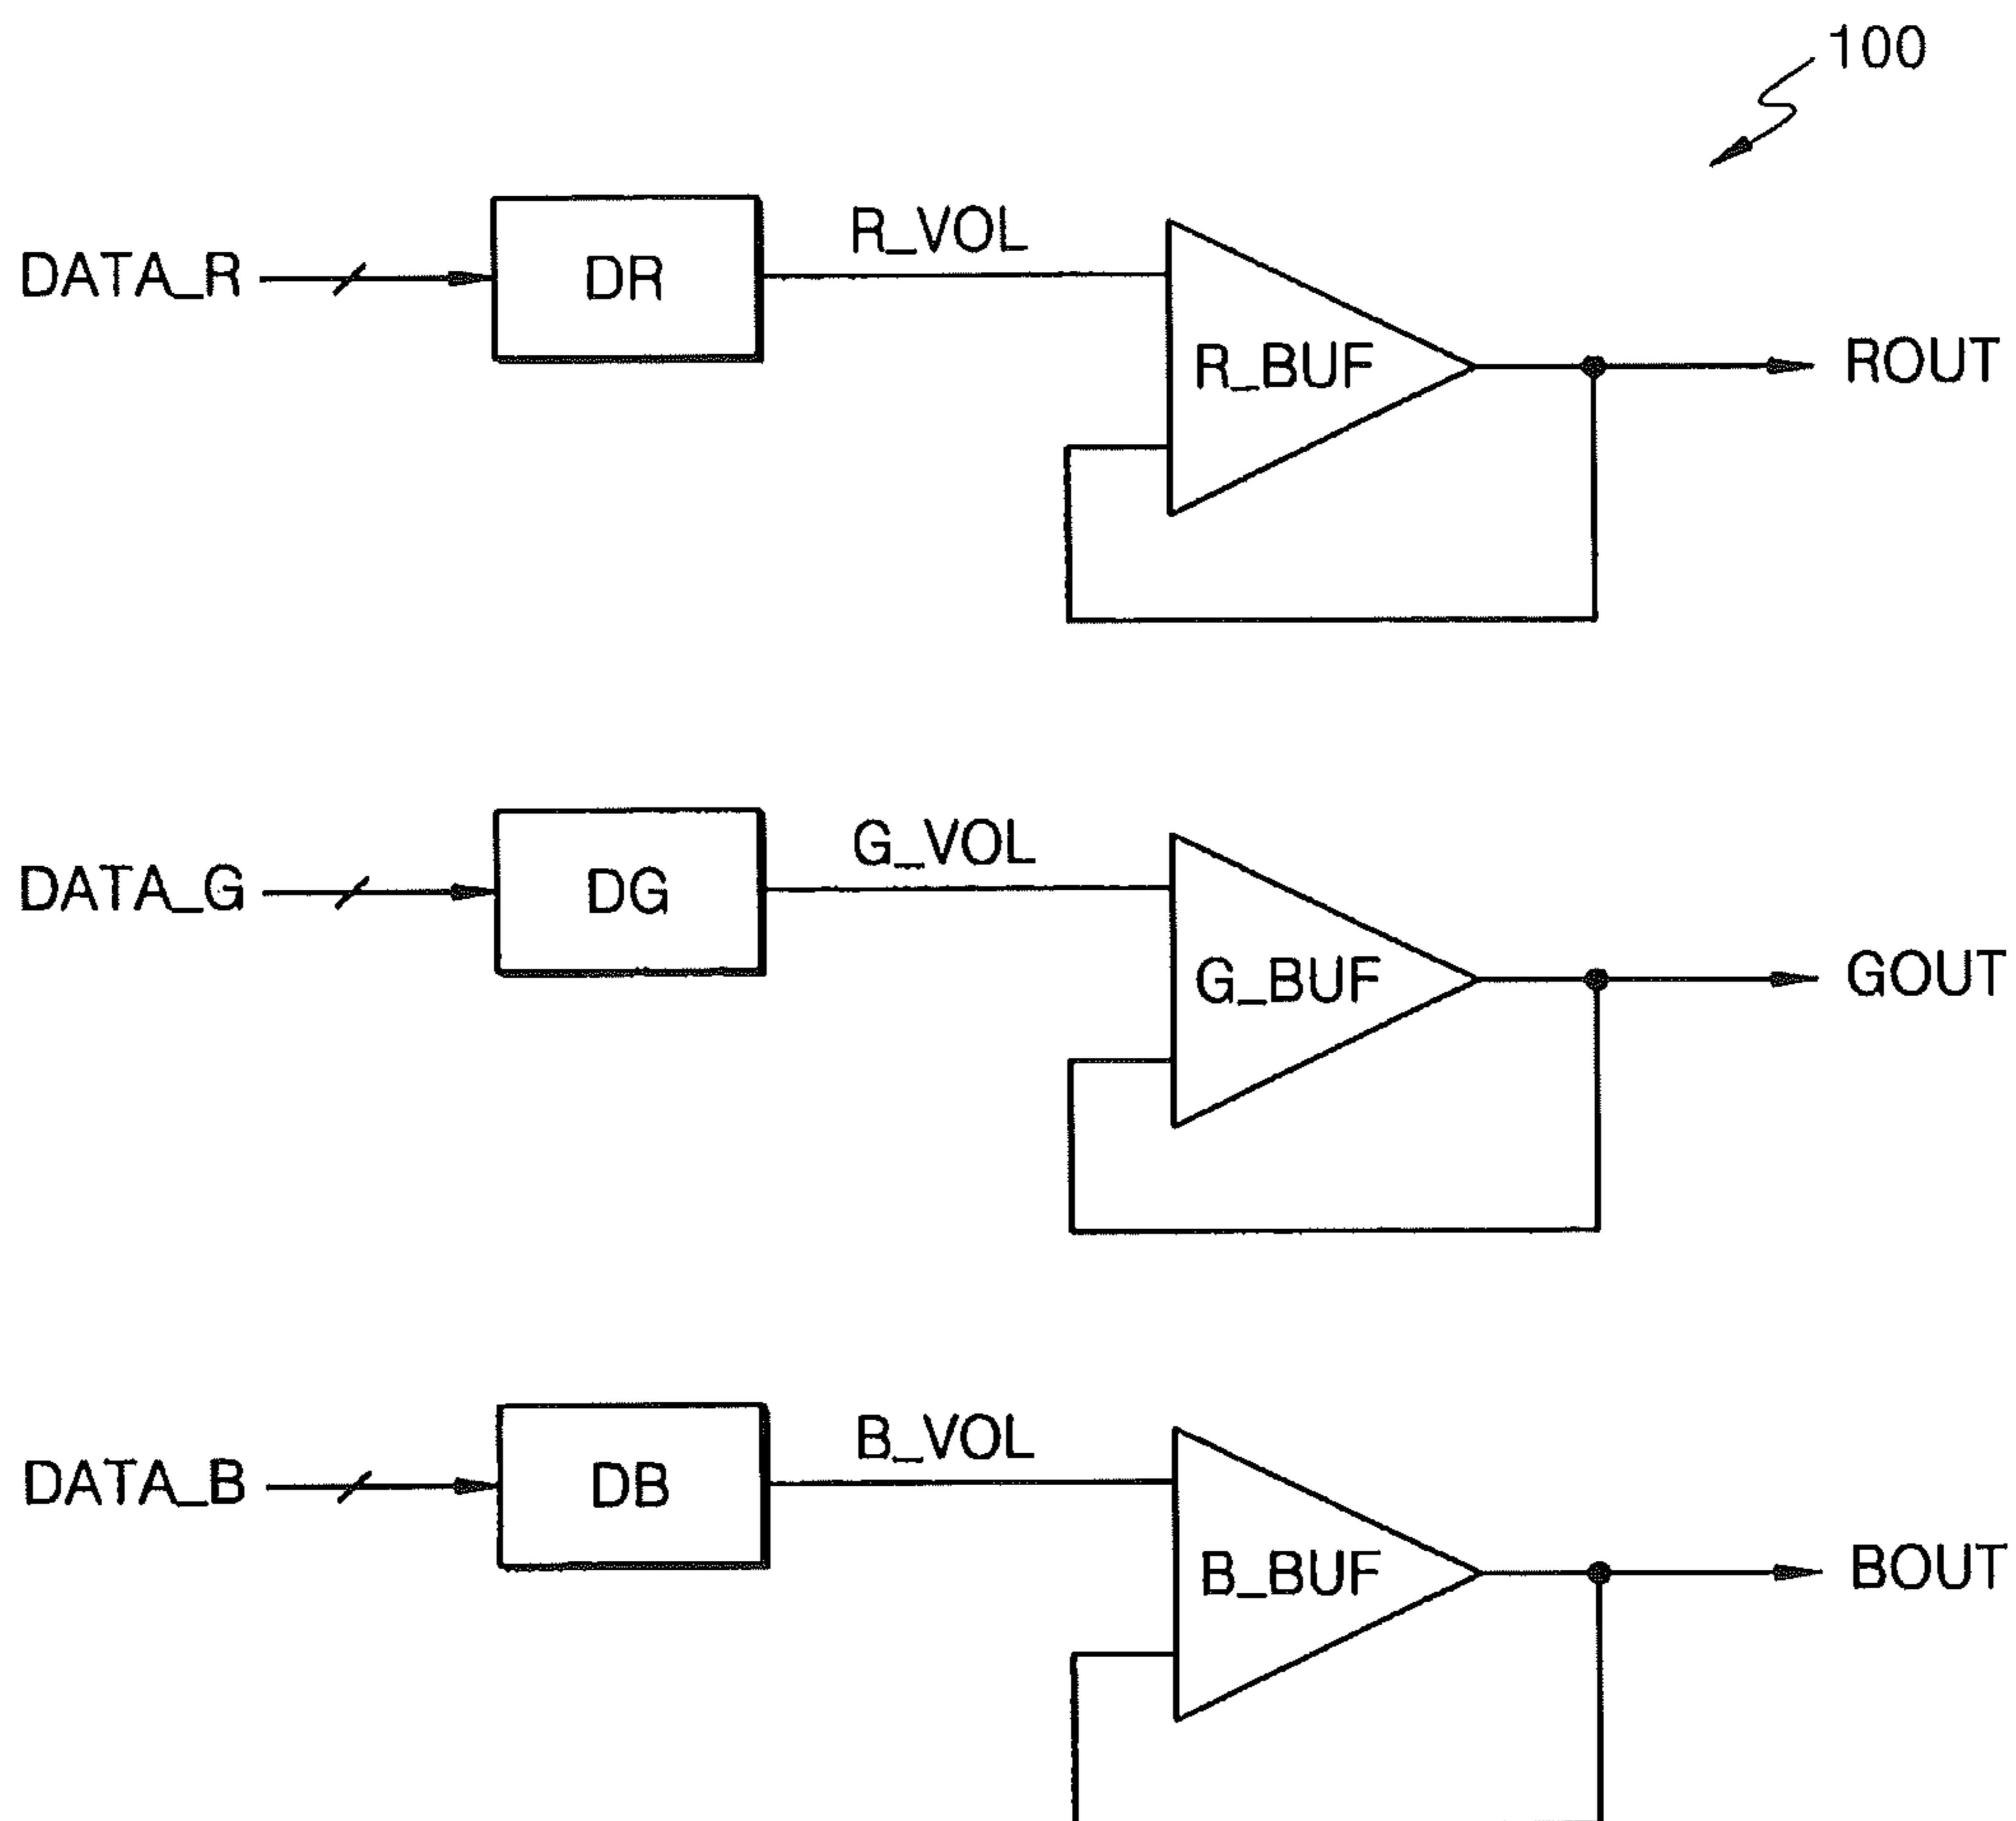 100
R_VOL
DATA_R
DR
R_BUF
ROUT
G_VOL
DATA_G
DG
G_BUF
GOUT
B_VOL
DATA_B
DB
B_BUF
BOUT